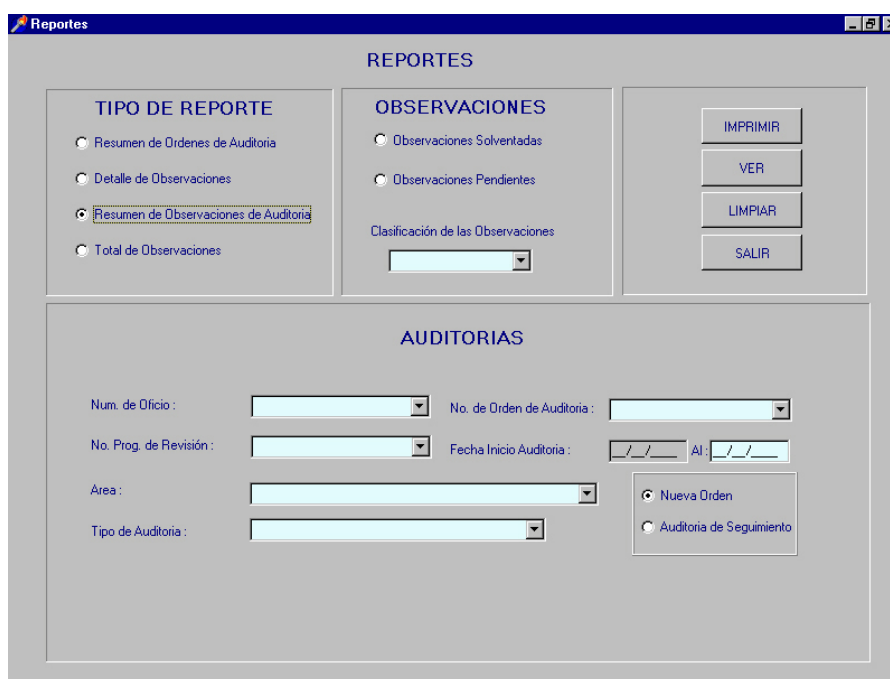 Reportes
REPORTES
TIPO DE REPORTE
Resumen de Ordenes de Auditoria
Detalle de Observaciones
Resumen de Observaciones de Auditoria
Total de Observaciones
OBSERVACIONES
Observaciones Solventadas
Observaciones Pendientes
Clasificación de las Observaciones
IMPRIMIR
VER
LIMPIAR
SALIR
AUDITORIAS
Num. de Oficio :
No. de Orden de Auditoria :
No. Prog. de Revisión :
Fecha Inicio Auditoria : __/__/____ Al : __/__/____
Area :
Nueva Orden
Tipo de Auditoria :
Auditoria de Seguimiento